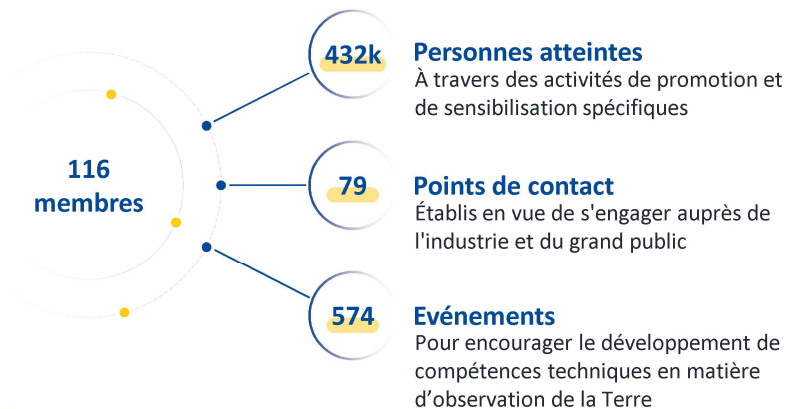 116
membres
432k
Personnes atteintes
À travers des activités de promotion et
de sensibilisation spécifiques
79
Points de contact
Établis en vue de s'engager auprès de
l'industrie et du grand public
574
Evénements
Pour encourager le développement de
compétences techniques en matière
d’observation de la Terre